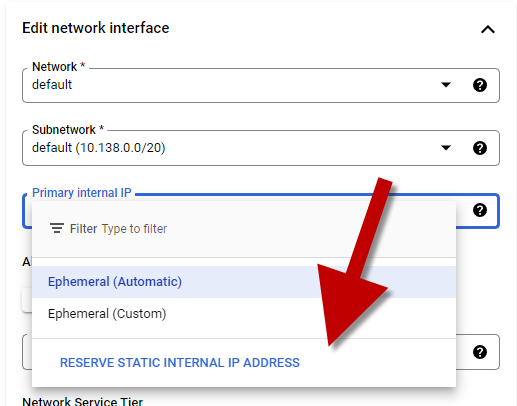 Edit network interface
Network *
default
Subnetwork *
default (10.138.0.0/20)
Primary internal IP
Filter Type to filter
Ephemeral (Automatic)
Ephemeral (Custom)
RESERVE STATIC INTERNAL IP ADDRESS
Network Service Tier